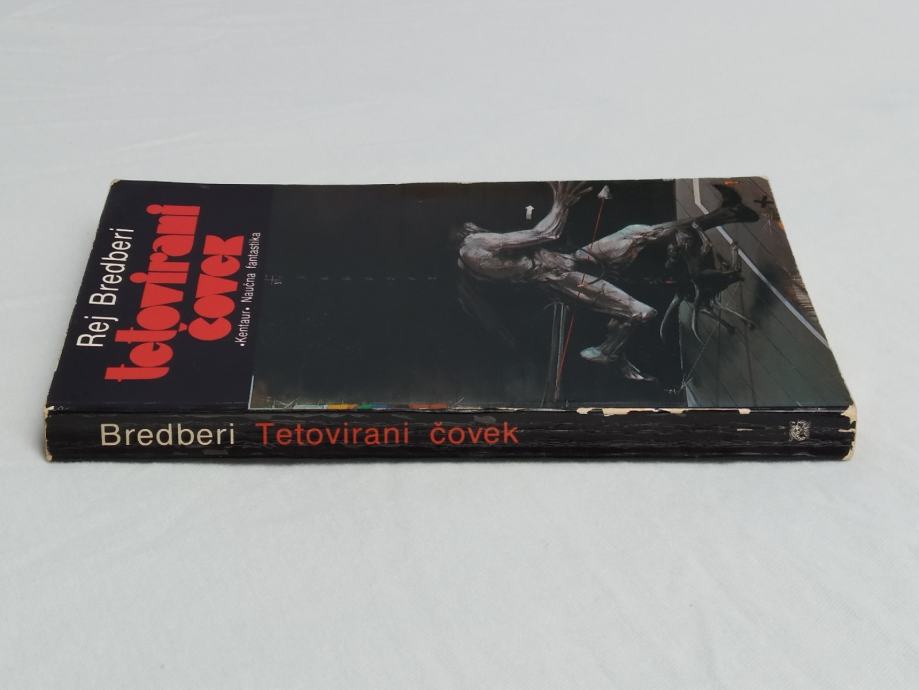 Rej Bredberi
tetovirani
čovek
•Kentaur• Naučna fantastika
Bredberi Tetovirani čovek